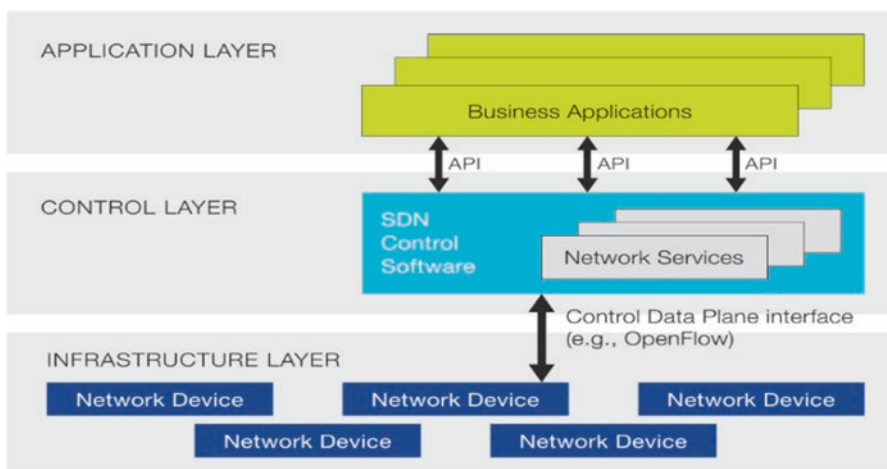 APPLICATION LAYER
Business Applications
API
API
API
CONTROL LAYER
SDN
Control
Software
Network Services
Control Data Plane interface
(e.g., OpenFlow)
INFRASTRUCTURE LAYER
Network Device
Network Device
Network Device
Network Device
Network Device